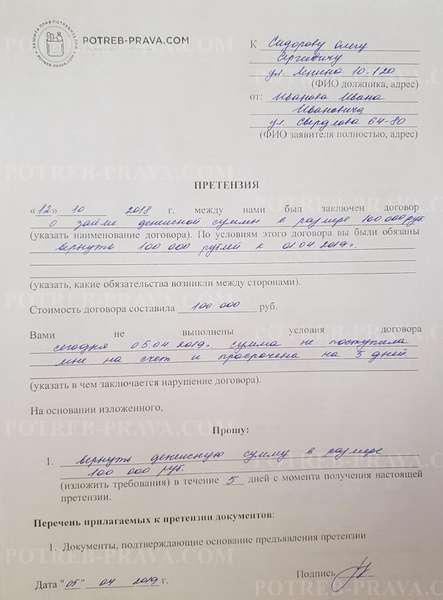 POTREB-PRAVA.COM
К Сидорову Олегу
Сергиевичу
ул. Ленина 10.120
(ФИО должника, адрес)
от: Иванова Ивана
Ивановича
ул. Свердлова 64-80
(ФИО заявителя полностью, адрес)
ПРЕТЕНЗИЯ
«12» 10 2018 г. между нами был заключен договор
о займе денежной суммы в размере 100 000 руб.
(указать наименование договора). По условиям этого договора вы были обязаны
вернуть 100 000 рублей к 01 04 2019г.
(указать, какие обязательства возникли между сторонами).
Стоимость договора составила 100 000 руб.
Вами не выполнены условия договора
сегодня 05.04 2019г. сумма не поступила
мне на счет и просрочена на 5 дней
(указать в чем заключается нарушение договора).
На основании изложенного,
Прошу:
1. вернуть денежную сумму в размере
100 000 руб.
(изложить требования) в течение 5 дней с момента получения настоящей
претензии.
Перечень прилагаемых к претензии документов:
1. Документы, подтверждающие основание предъявления претензии
Дата "05" 04 2019 г. Подпись